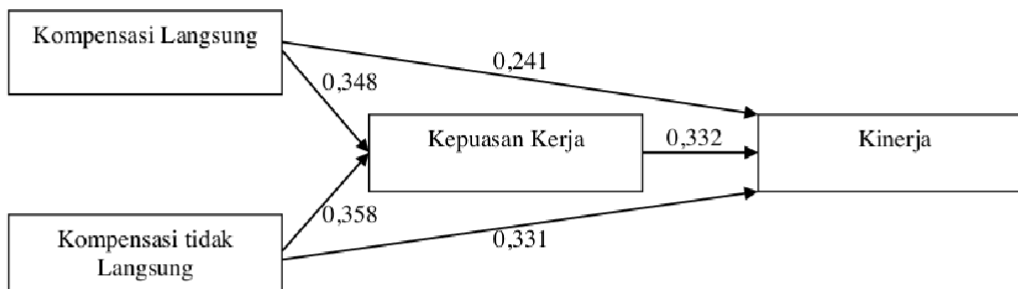 Kompensasi Langsung
0,241
0,348
Kepuasan Kerja
0,332
Kinerja
0,358
Kompensasi tidak
Langsung
0,331